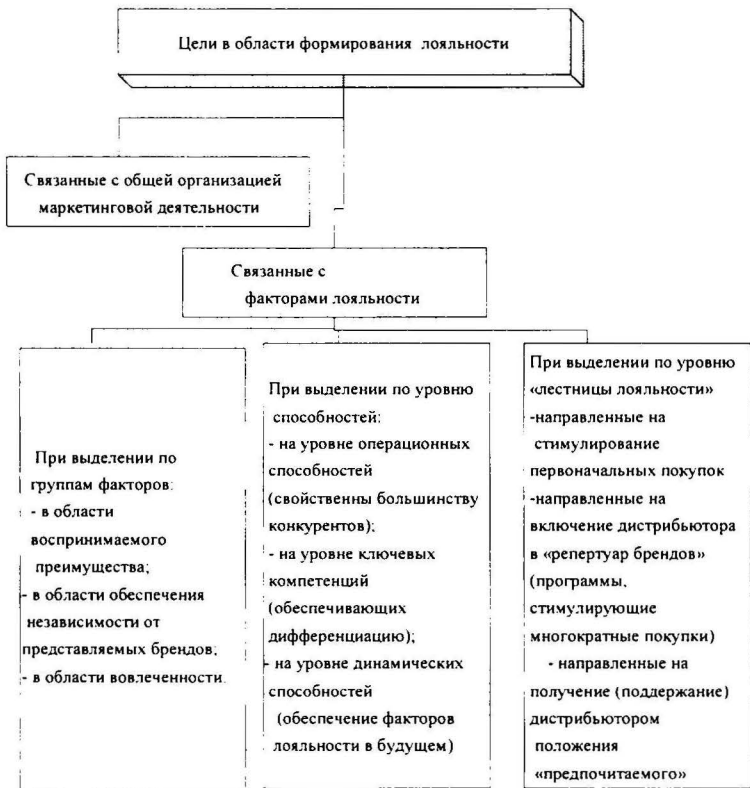 Цели в области формирования лояльности
Связанные с общей организацией
маркетинговой деятельности
Связанные с
факторами лояльности
При выделении по
группам факторов:
- в области
воспринимаемого
преимущества;
- в области обеспечения
независимости от
представляемых брендов;
- в области вовлеченности.
При выделении по уровню
способностей:
- на уровне операционных
способностей
(свойственны большинству
конкурентов);
- на уровне ключевых
компетенций
(обеспечивающих
дифференциацию);
- на уровне динамических
способностей
(обеспечение факторов
лояльности в будущем)
При выделении по уровню
«лестницы лояльности»
-направленные на
стимулирование
первоначальных покупок
-направленные на
включение дистрибьютора
в «репертуар брендов»
(программы,
стимулирующие
многократные покупки)
- направленные на
получение (поддержание)
дистрибьютором
положения
«предпочитаемого»